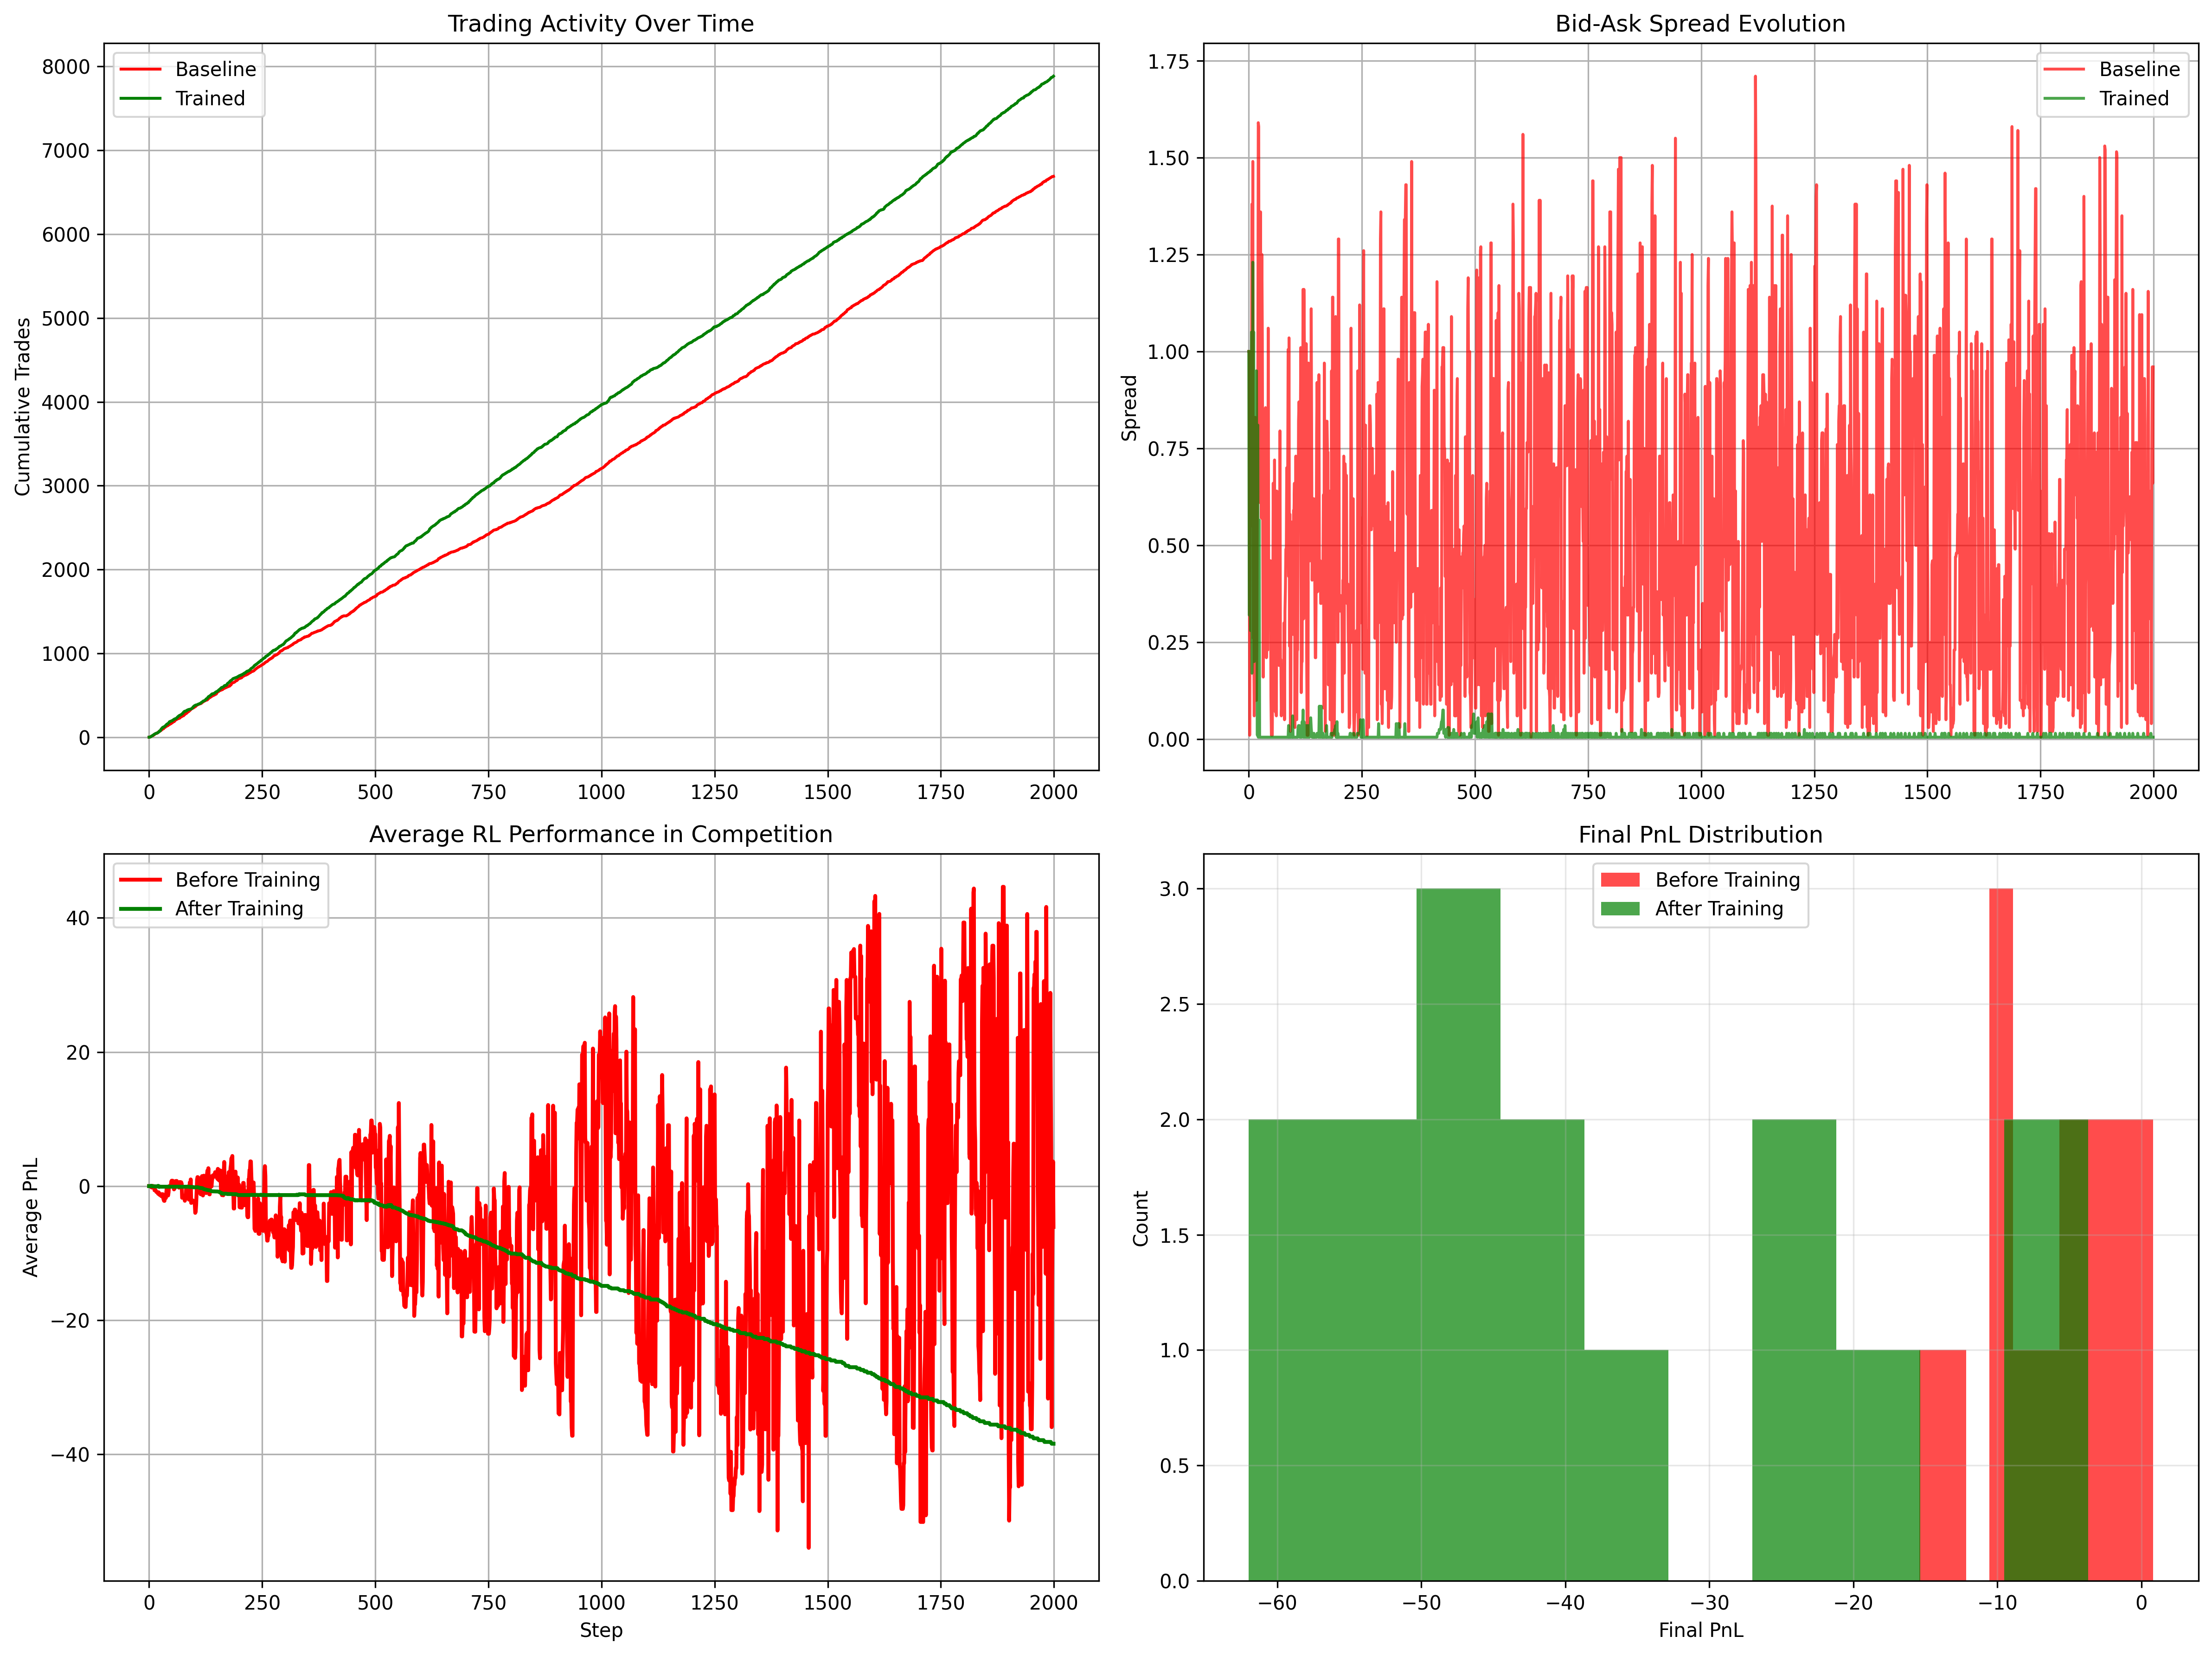 Trading Activity Over Time
Baseline
Trained
Cumulative Trades
8000
7000
6000
5000
4000
3000
2000
1000
0
0 250 500 750 1000 1250 1500 1750 2000
Bid-Ask Spread Evolution
Baseline
Trained
Spread
1.75
1.50
1.25
1.00
0.75
0.50
0.25
0.00
0 250 500 750 1000 1250 1500 1750 2000
Average RL Performance in Competition
Before Training
After Training
Average PnL
40
20
0
−20
−40
0 250 500 750 1000 1250 1500 1750 2000
Step
Final PnL Distribution
Before Training
After Training
Count
3.0
2.5
2.0
1.5
1.0
0.5
0.0
−60 −50 −40 −30 −20 −10 0
Final PnL